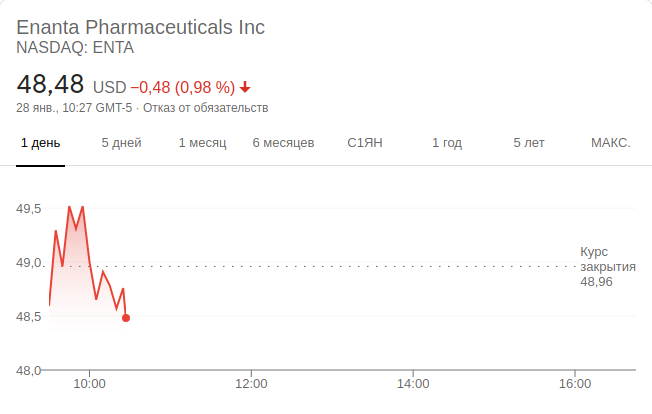 Enanta Pharmaceuticals Inc
NASDAQ: ENTA
48,48 USD −0,48 (0,98 %)
28 янв., 10:27 GMT-5 · Отказ от обязательств
1 день 5 дней 1 месяц 6 месяцев С1ЯН 1 год 5 лет МАКС.
49,5
49,0
48,5
48,0
Курс
закрытия
48,96
10:00 12:00 14:00 16:00